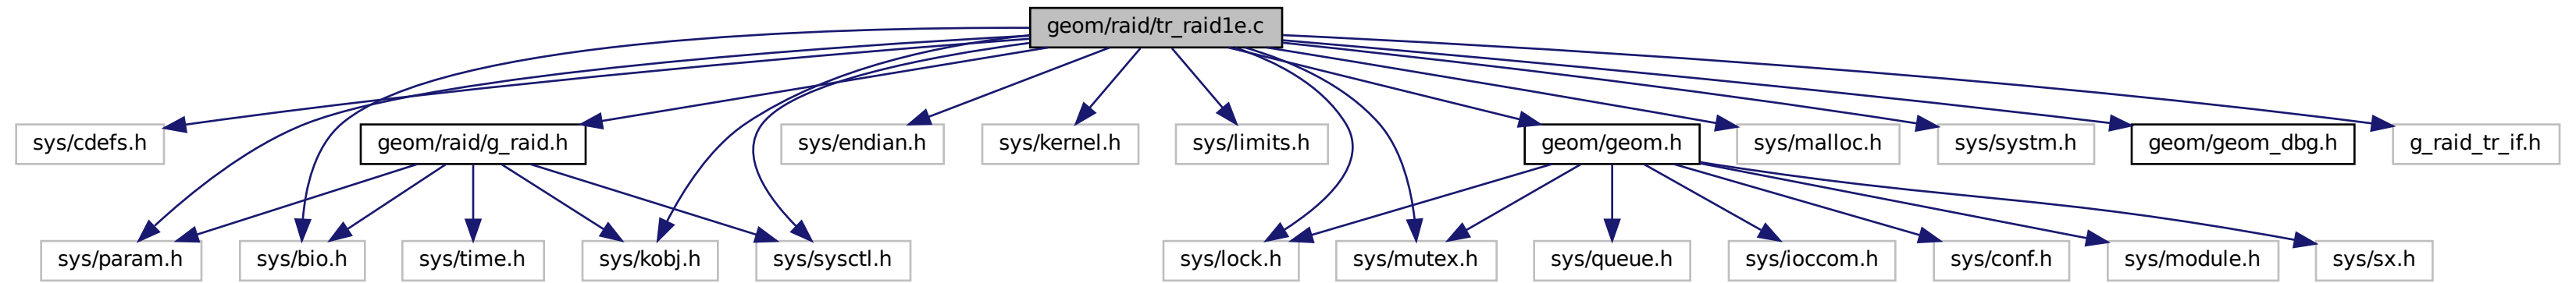 geom/raid/tr_raid1e.c
sys/cdefs.h
geom/raid/g_raid.h
sys/endian.h
sys/kernel.h
sys/limits.h
geom/geom.h
sys/malloc.h
sys/systm.h
geom/geom_dbg.h
g_raid_tr_if.h
sys/param.h
sys/bio.h
sys/time.h
sys/kobj.h
sys/sysctl.h
sys/lock.h
sys/mutex.h
sys/queue.h
sys/ioccom.h
sys/conf.h
sys/module.h
sys/sx.h